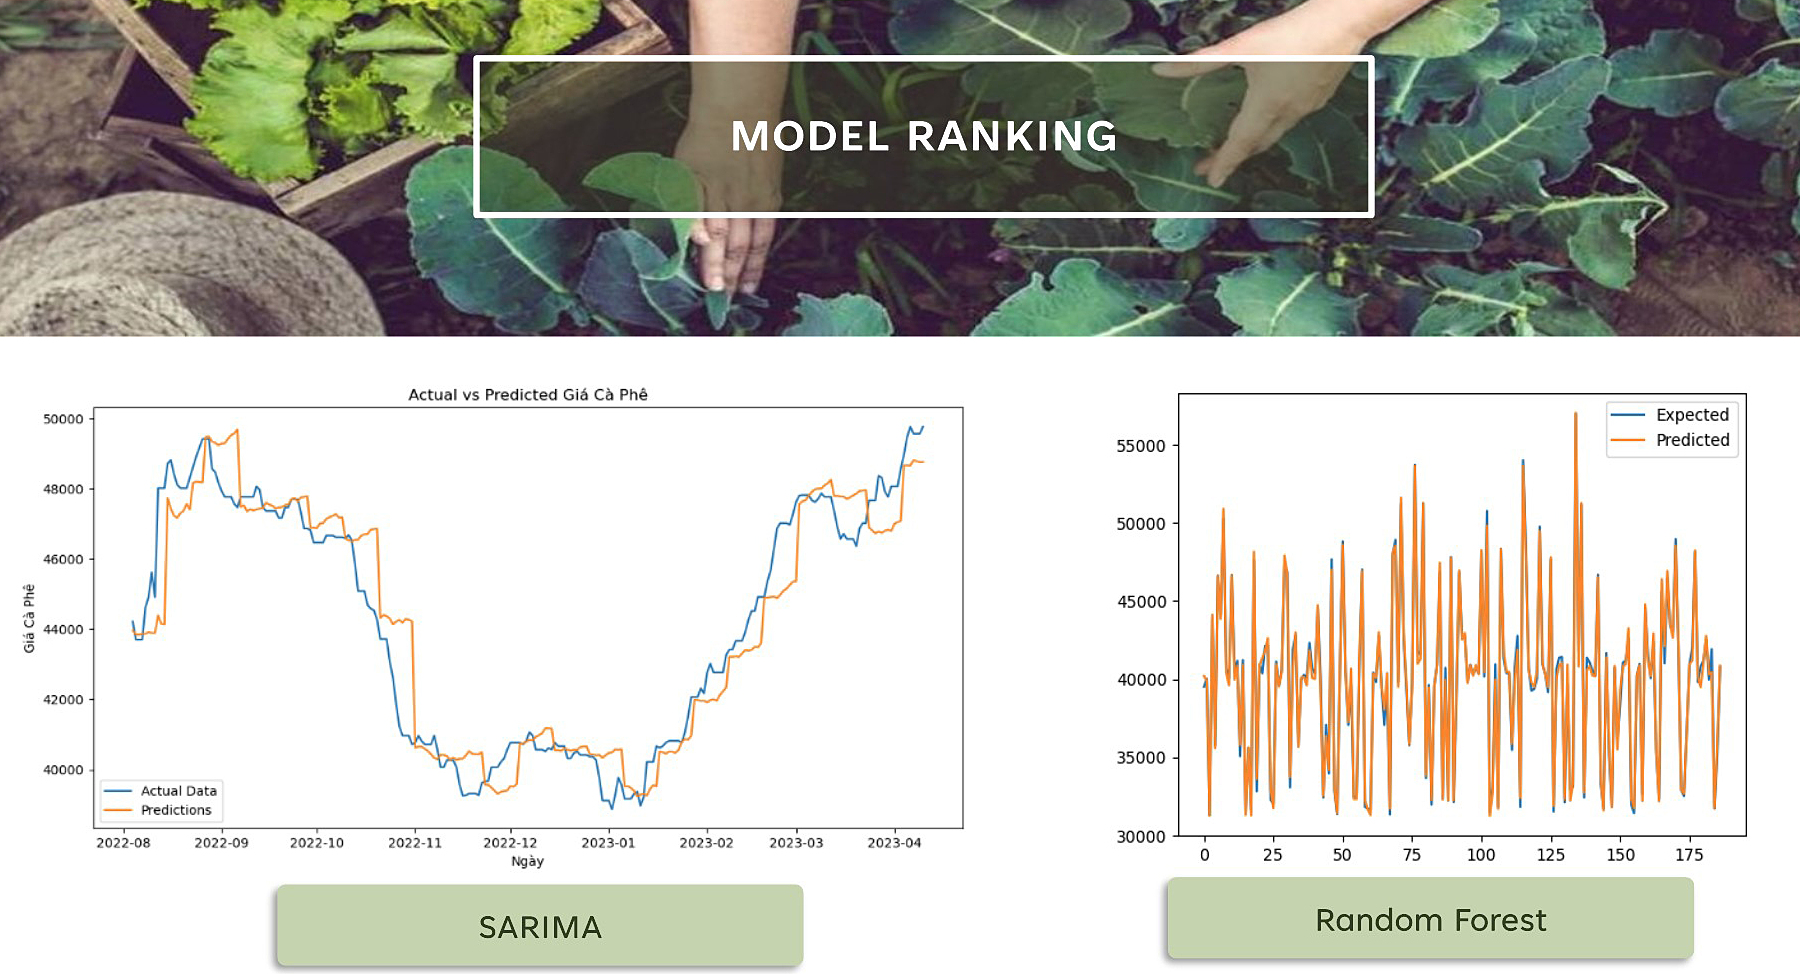 MODEL RANKING
Actual vs Predicted Giá Cà Phê
50000
48000
46000
44000
42000
40000
Giá Cà Phê
Actual Data
Predictions
2022-08 2022-09 2022-10 2022-11 2022-12 2023-01 2023-02 2023-03 2023-04
Ngày
SARIMA
Expected
Predicted
55000
50000
45000
40000
35000
30000
0 25 50 75 100 125 150 175
Random Forest